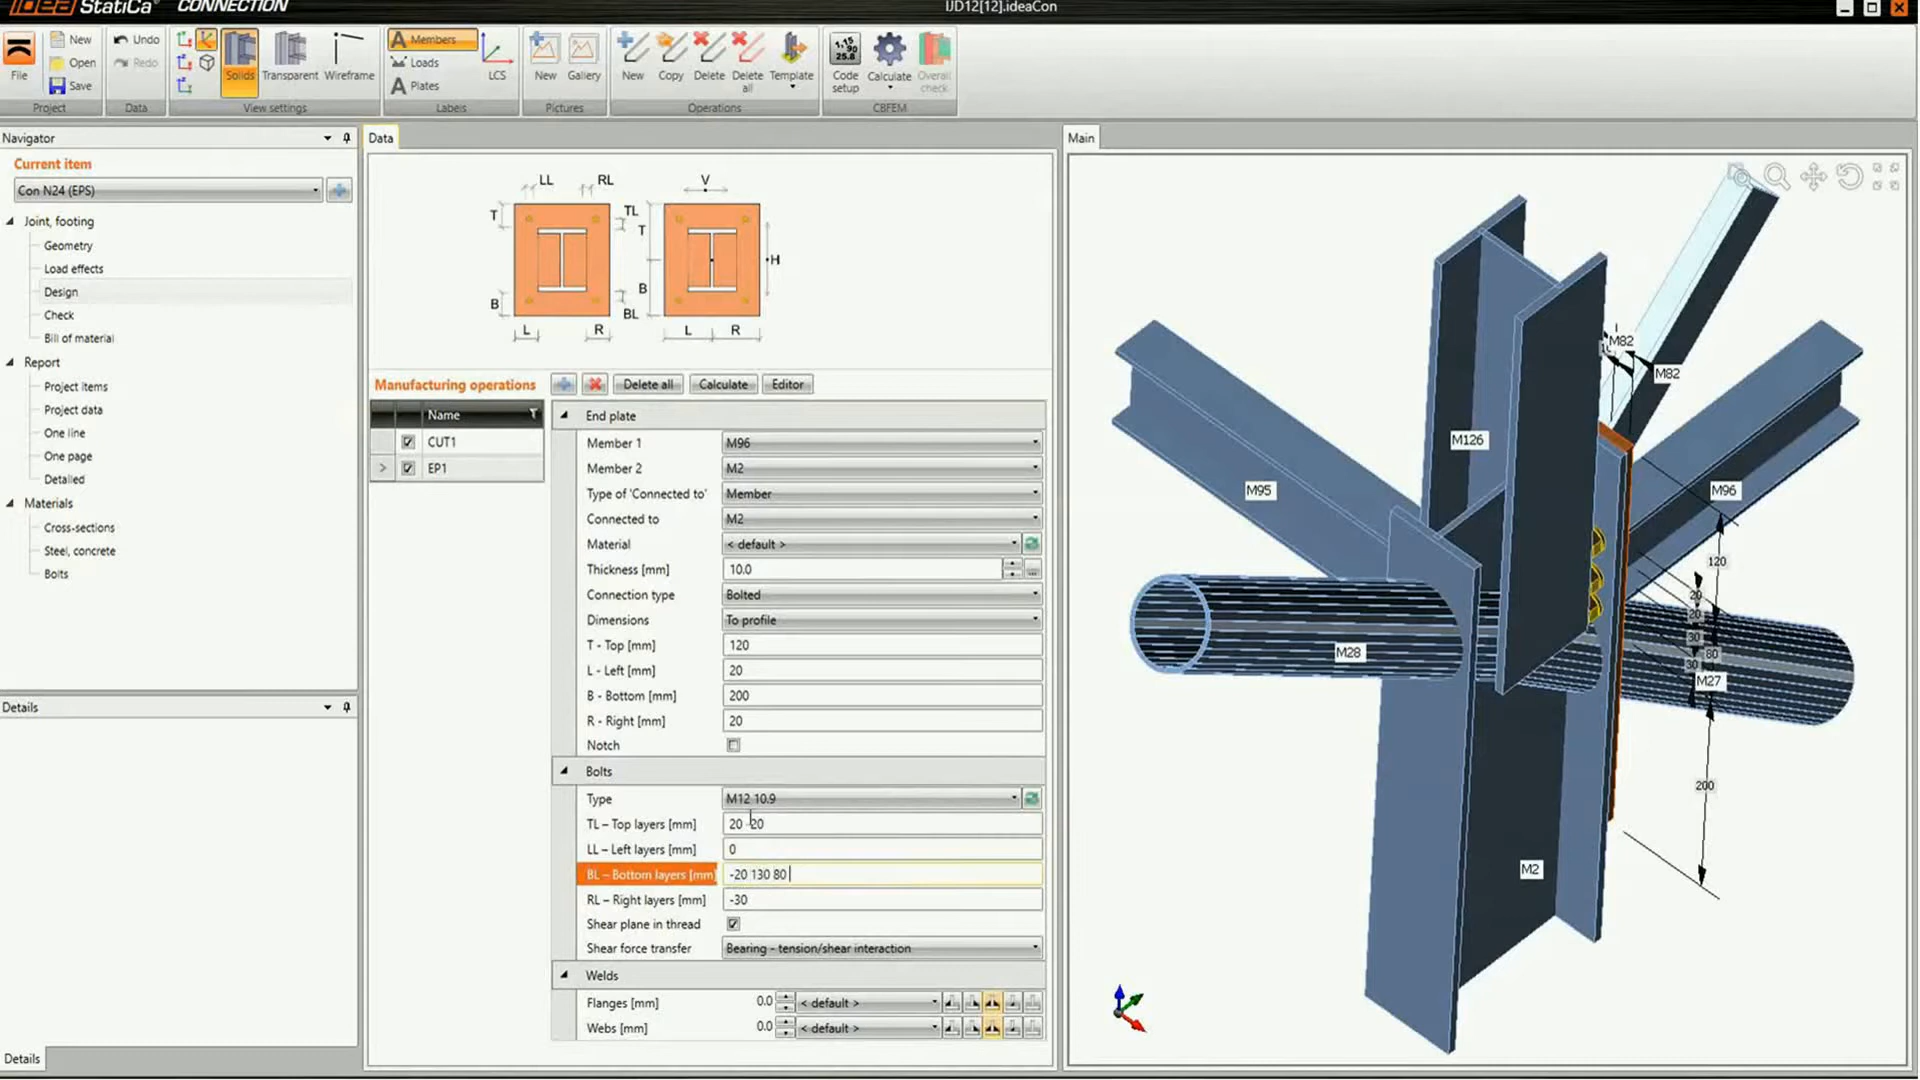 IDEA StatiCa® CONNECTION
IJD12[12].ideaCon
File
New
Open
Save
Project
Undo
Redo
Data
Solids
Transparent
Wireframe
View settings
Members
Loads
Plates
Labels
LCS
New
Gallery
Pictures
New
Copy
Delete
Delete all
Template
Operations
Code setup
Calculate
Overall check
CBFEM
Navigator
Current item
Con N24 (EPS)
Joint, footing
Geometry
Load effects
Design
Check
Bill of material
Report
Project items
Project data
One line
One page
Detailed
Materials
Cross-sections
Steel, concrete
Bolts
Details
Details
Data
LL
RL
T
TL
B
BL
L
R
V
T
H
B
L
R
Manufacturing operations
Delete all
Calculate
Editor
Name
CUT1
EP1
End plate
Member 1 M96
Member 2 M2
Type of 'Connected to' Member
Connected to M2
Material < default >
Thickness [mm] 10.0
Connection type Bolted
Dimensions To profile
T - Top [mm] 120
L - Left [mm] 20
B - Bottom [mm] 200
R - Right [mm] 20
Notch
Bolts
Type M12 10.9
TL – Top layers [mm] 20 -20
LL – Left layers [mm] 0
BL – Bottom layers [mm] -20 130 80
RL – Right layers [mm] -30
Shear plane in thread
Shear force transfer Bearing - tension/shear interaction
Welds
Flanges [mm] 0.0 < default >
Webs [mm] 0.0 < default >
Main
M82
M82
M126
M95
M96
120
20
20
30
80
30
M28
M27
200
M2